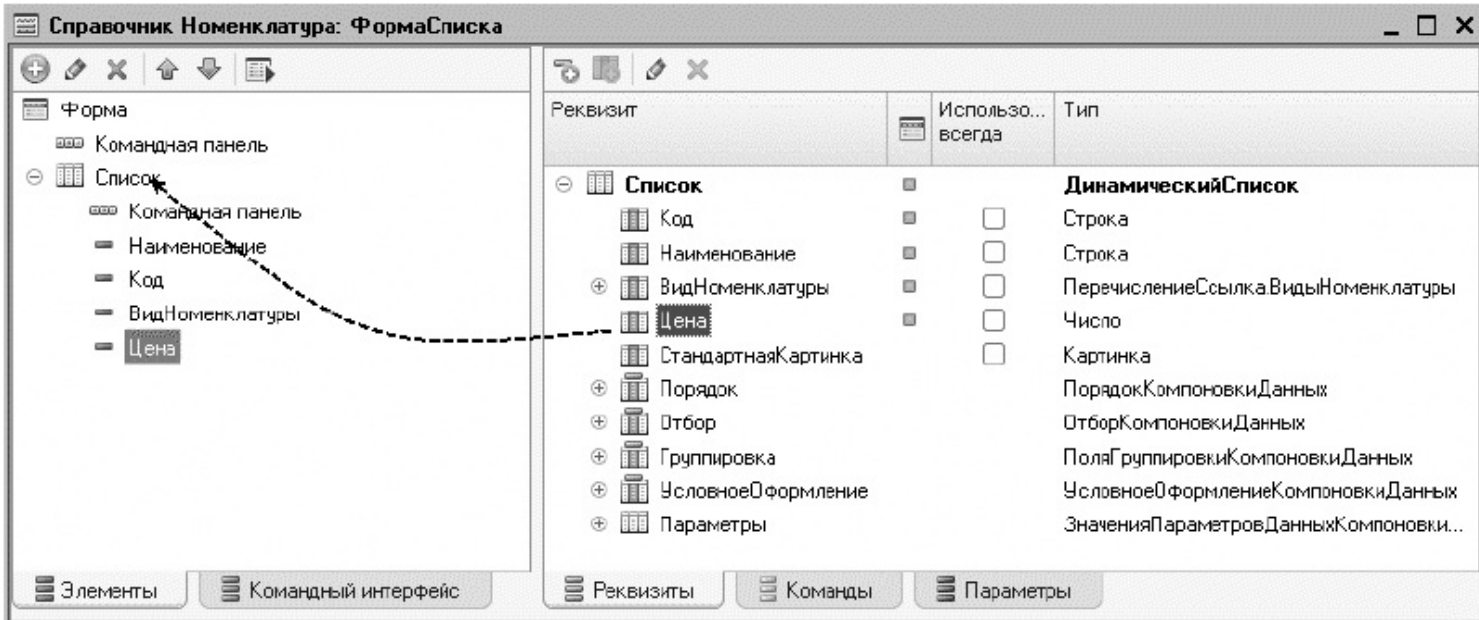 Справочник Номенклатура: ФормаСписка
Форма
Командная панель
Список
Командная панель
Наименование
Код
ВидНоменклатуры
Цена
Элементы
Командный интерфейс
Реквизит
Использо... всегда
Тип
Список ДинамическийСписок
Код Строка
Наименование Строка
ВидНоменклатуры ПеречислениеСсылка.ВидыНоменклатуры
Цена Число
СтандартнаяКартинка Картинка
Порядок ПорядокКомпоновкиДанных
Отбор ОтборКомпоновкиДанных
Группировка ПоляГруппировкиКомпоновкиДанных
УсловноеОформление УсловноеОформлениеКомпоновкиДанных
Параметры ЗначенияПараметровДанныхКомпоновки...
Реквизиты
Команды
Параметры